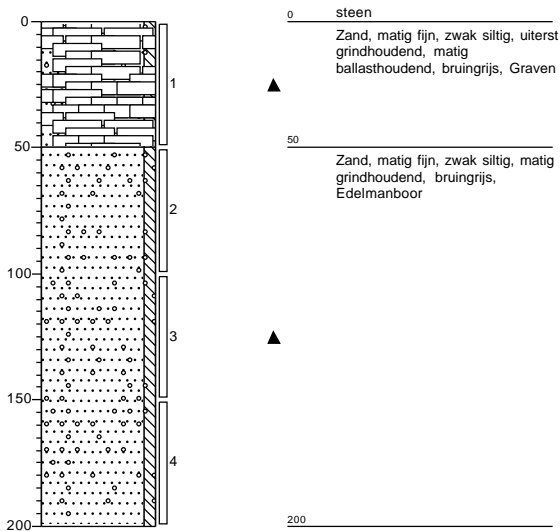 0
50
100
150
200
1
2
3
4
0
steen
Zand, matig fijn, zwak siltig, uiterst
grindhoudend, matig
ballasthoudend, bruingrijs, Graven
50
Zand, matig fijn, zwak siltig, matig
grindhoudend, bruingrijs,
Edelmanboor
200